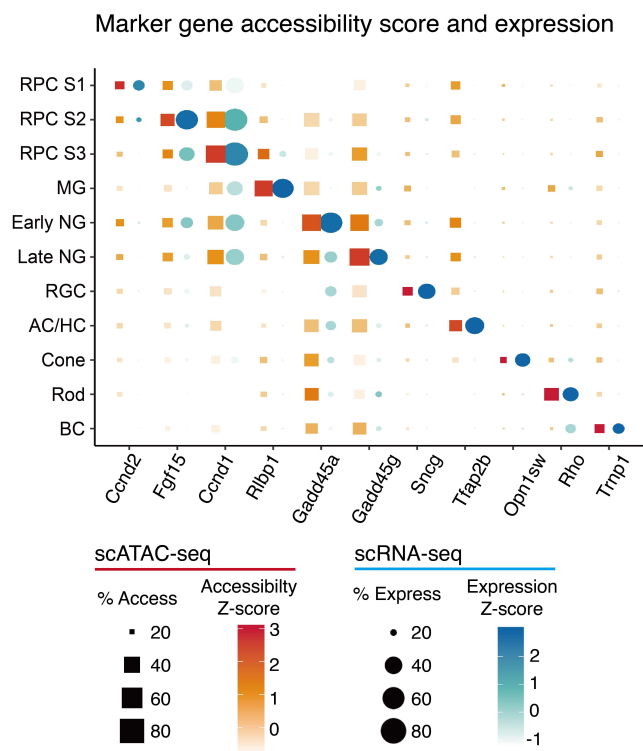 Marker gene accessibility score and expression
RPC S1
RPC S2
RPC S3
MG
Early NG
Late NG
RGC
AC/HC
Cone
Rod
BC
Ccnd2
Fgf15
Ccnd1
Rlbp1
Gadd45a
Gadd45g
Sncg
Tfap2b
Opn1sw
Rho
Trnp1
scATAC-seq
% Access
20
40
60
80
Accessibilty
Z-score
3
2
1
0
scRNA-seq
% Express
20
40
60
80
Expression
Z-score
2
1
0
-1